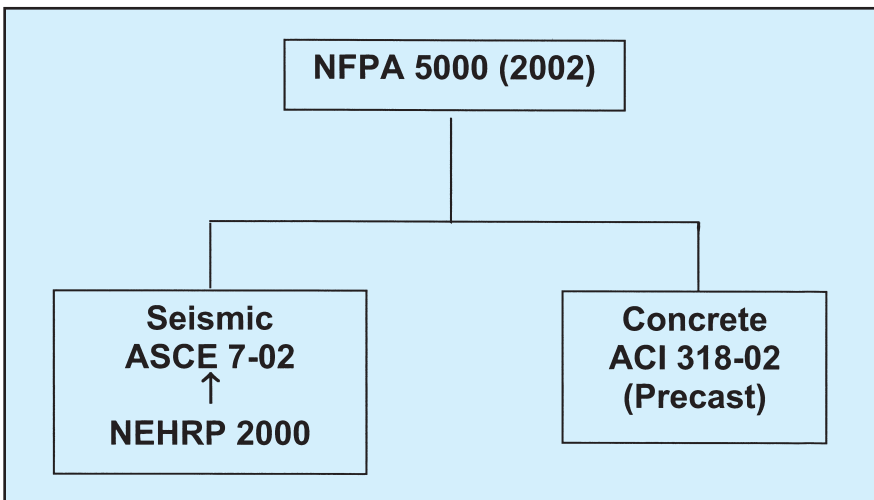 NFPA 5000 (2002)
Seismic
ASCE 7-02
↑
NEHRP 2000
Concrete
ACI 318-02
(Precast)